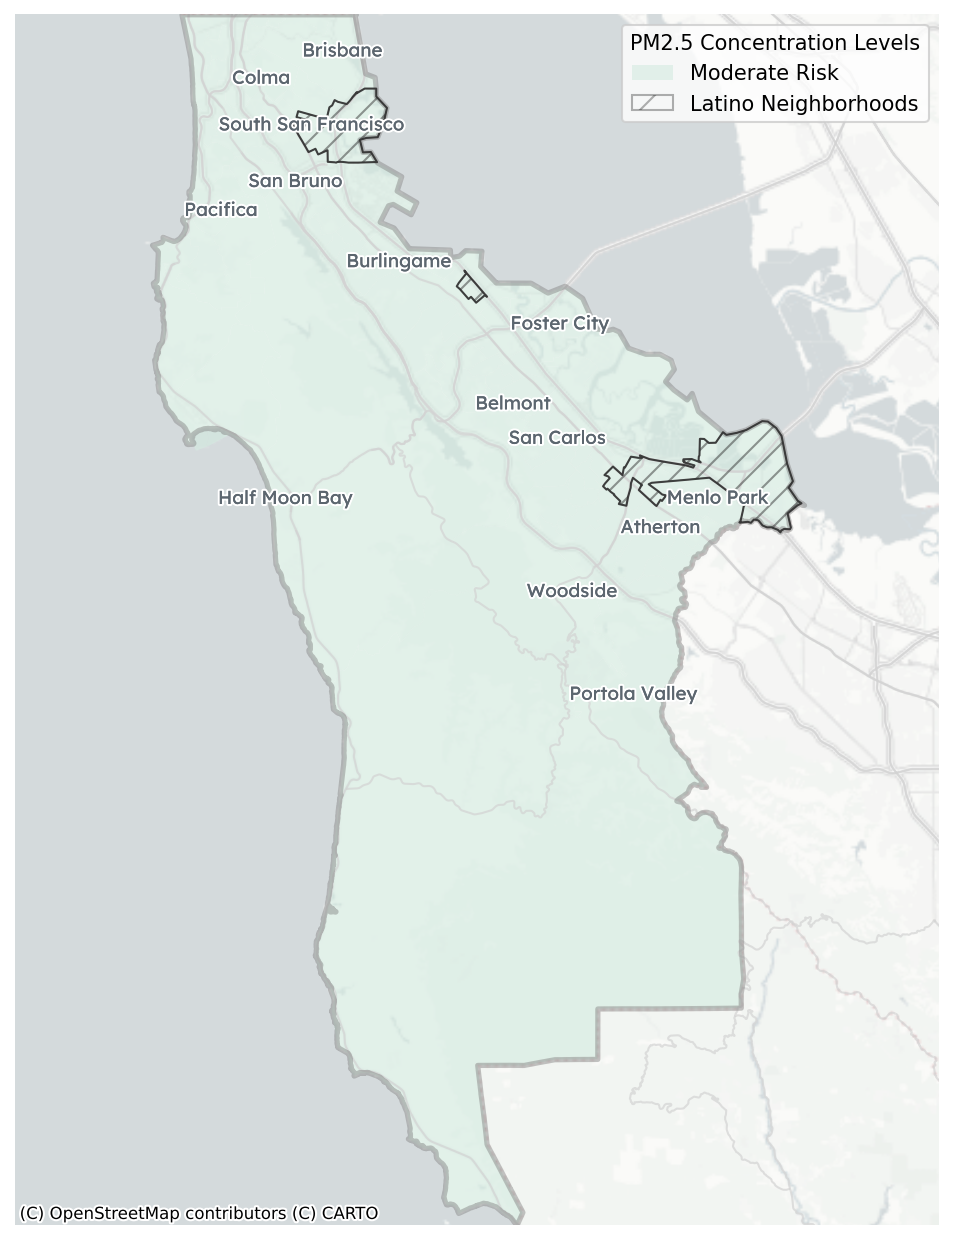 PM2.5 Concentration Levels
Moderate Risk
Latino Neighborhoods
Brisbane
Colma
South San Francisco
San Bruno
Pacifica
Burlingame
Foster City
Belmont
San Carlos
Half Moon Bay
Menlo Park
Atherton
Woodside
Portola Valley
(C) OpenStreetMap contributors (C) CARTO